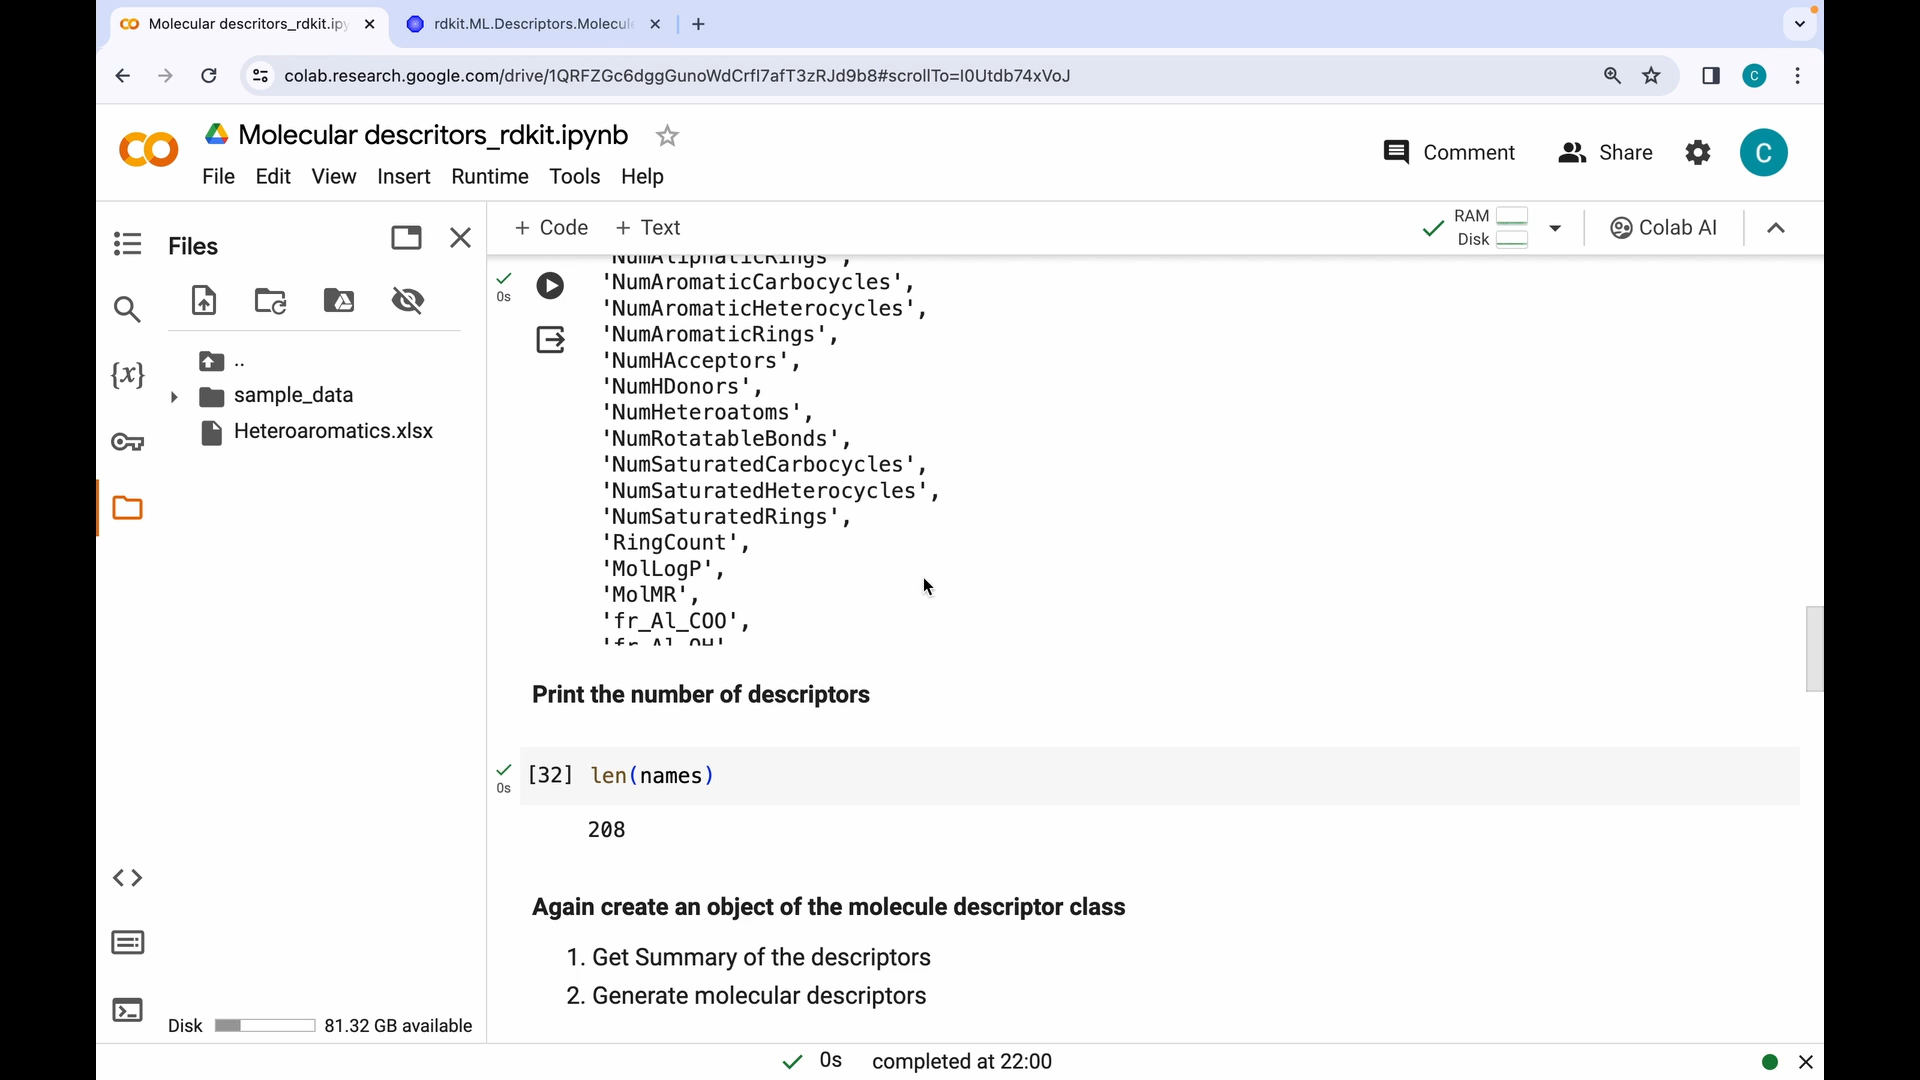 Molecular descritors_rdkit.ipy
rdkit.ML.Descriptors.Molecul
colab.research.google.com/drive/1QRFZGc6dggGunoWdCrfI7afT3zRJd9b8#scrollTo=I0Utdb74xVoJ
C
CO
Molecular descritors_rdkit.ipynb
File Edit View Insert Runtime Tools Help
Comment Share C
Files
..
sample_data
Heteroaromatics.xlsx
{x}
Disk 81.32 GB available
+ Code + Text
RAM
Disk
Colab AI
0s
'NumAliphaticRings',
'NumAromaticCarbocycles',
'NumAromaticHeterocycles',
'NumAromaticRings',
'NumHAcceptors',
'NumHDonors',
'NumHeteroatoms',
'NumRotatableBonds',
'NumSaturatedCarbocycles',
'NumSaturatedHeterocycles',
'NumSaturatedRings',
'RingCount',
'MolLogP',
'MolMR',
'fr_Al_COO',
'fr_Al_OH'
Print the number of descriptors
0s
[32] len(names)
208
Again create an object of the molecule descriptor class
1. Get Summary of the descriptors
2. Generate molecular descriptors
0s completed at 22:00